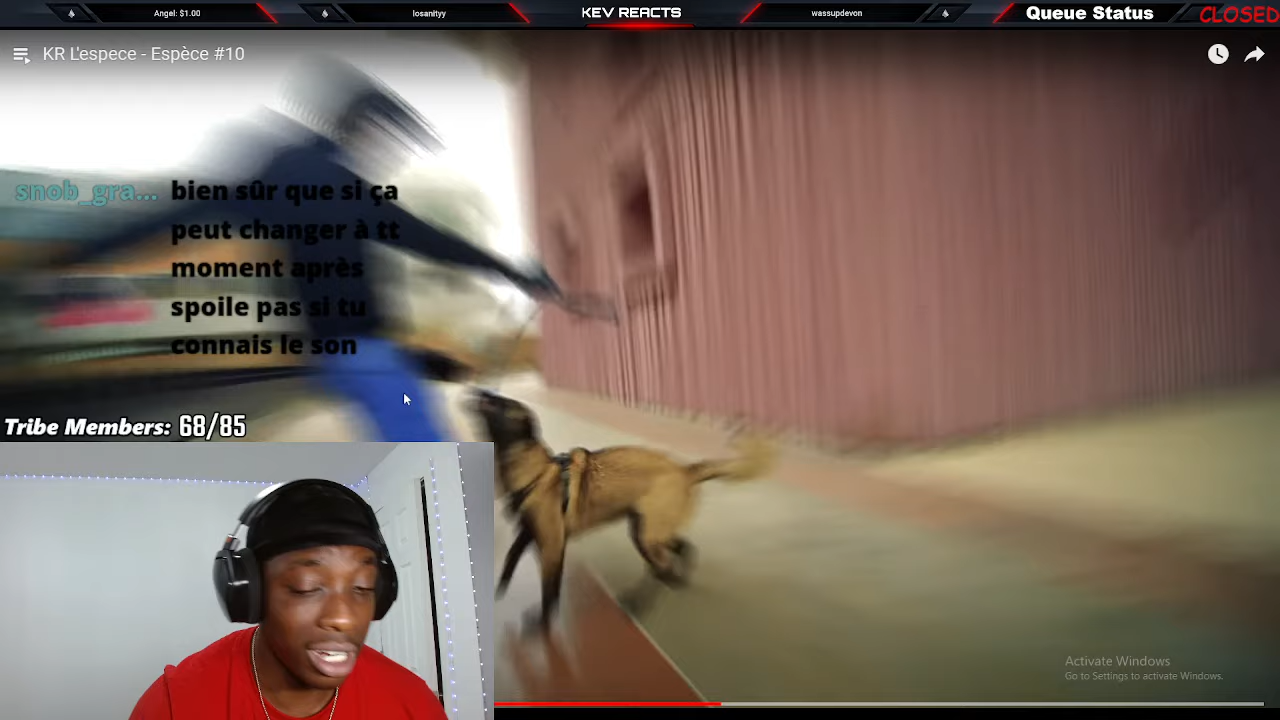 Angel: $1.00
losanityy
KEV REACTS
wassupdevon
Queue Status
CLOSED
KR L'espece - Espèce #10
snob_gra... bien sûr que si ça
peut changer à tt
moment après
spoile pas si tu
connais le son
Tribe Members: 68/85
Activate Windows
Go to Settings to activate Windows.